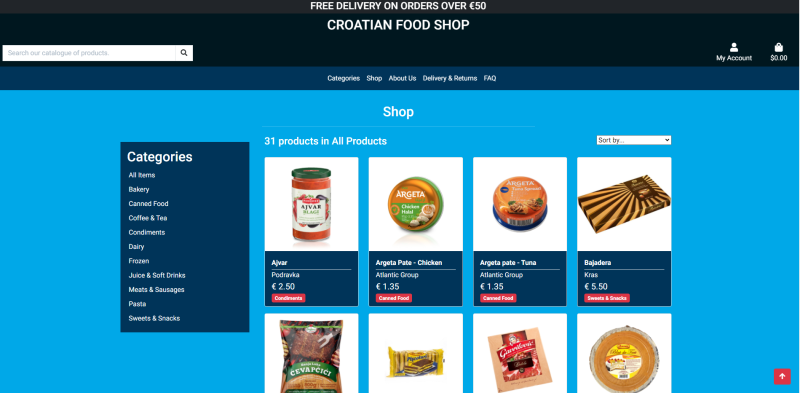 FREE DELIVERY ON ORDERS OVER €50
CROATIAN FOOD SHOP
Search our catalogue of products.
My Account
$0.00
Categories Shop About Us Delivery & Returns FAQ
Shop
Categories
All Items
Bakery
Canned Food
Coffee & Tea
Condiments
Dairy
Frozen
Juice & Soft Drinks
Meats & Sausages
Pasta
Sweets & Snacks
31 products in All Products
Sort by...
AJVAR
BLAGI
Ajvar
Podravka
€ 2.50
Condiments
ARGETA
Chicken
Halal
Argeta Pate - Chicken
Atlantic Group
€ 1.35
Canned Food
ARGETA
Argeta pate - Tuna
Atlantic Group
€ 1.35
Canned Food
Bajadera
Kras
€ 5.50
Sweets & Snacks
CEVAPCICI
Gavrilovic